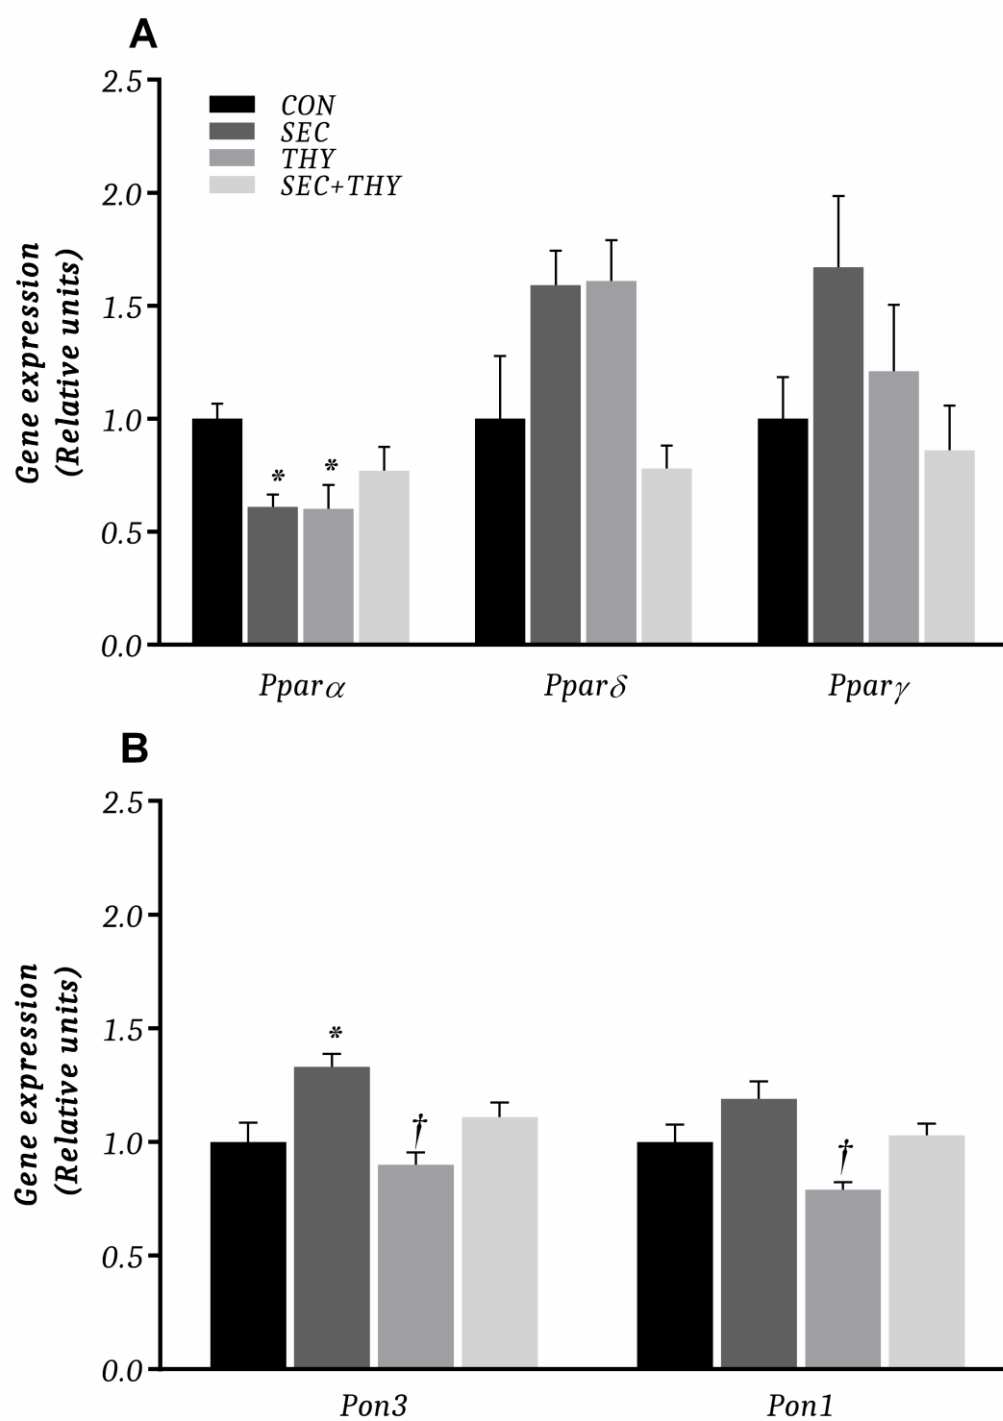 A
2.5
CON
SEC
THY
SEC+THY
2.0
1.5
1.0
0.5
0.0
Gene expression
(Relative units)
* *
Pparα Pparδ Pparγ
B
2.5
2.0
1.5
1.0
0.5
0.0
Gene expression
(Relative units)
*
†
†
Pon3 Pon1